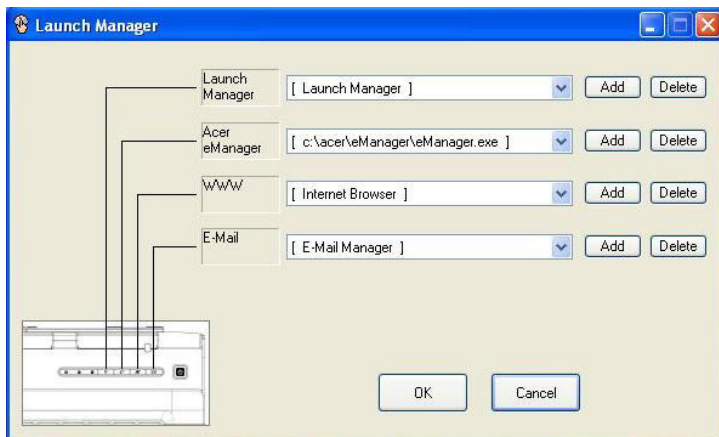 Launch Manager
Launch
Manager
[ Launch Manager ]
Add
Delete
Acer
eManager
[ c:\acer\eManager\eManager.exe ]
Add
Delete
WWW
[ Internet Browser ]
Add
Delete
E-Mail
[ E-Mail Manager ]
Add
Delete
OK
Cancel